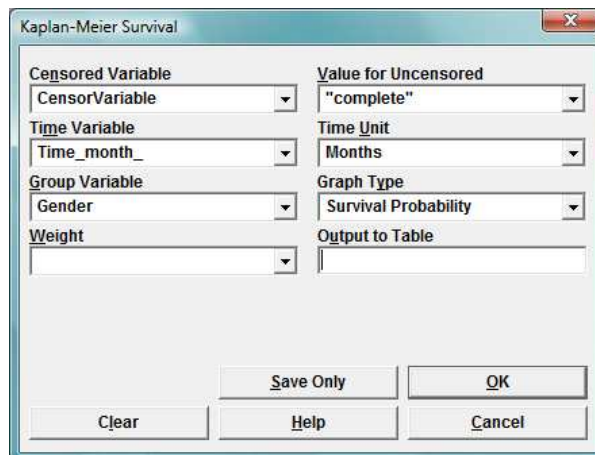 Kaplan-Meier Survival
Censored Variable Value for Uncensored
CensorVariable "complete"
Time Variable Time Unit
Time_month_ Months
Group Variable Graph Type
Gender Survival Probability
Weight Output to Table
Save Only OK
Clear Help Cancel